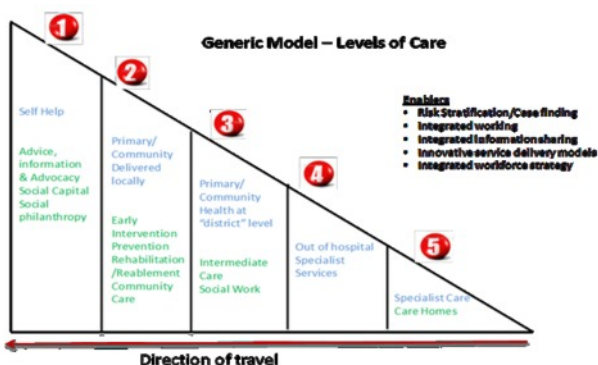 Generic Model – Levels of Care
1
2
3
4
5
Self Help
Advice,
information
& Advocacy
Social Capital
Social
philanthropy
Primary/
Community
Delivered
locally
Early
Intervention
Prevention
Rehabilitation
/Reablement
Community
Care
Primary/
Community
Health at
"district" level
Intermediate
Care
Social Work
Out of hospital
Specialist
Services
Specialist Care
Care Homes
Enablers
• Risk Stratification/Case finding
• Integrated working
• Integrated information sharing
• Innovative service delivery models
• Integrated workforce strategy
Direction of travel